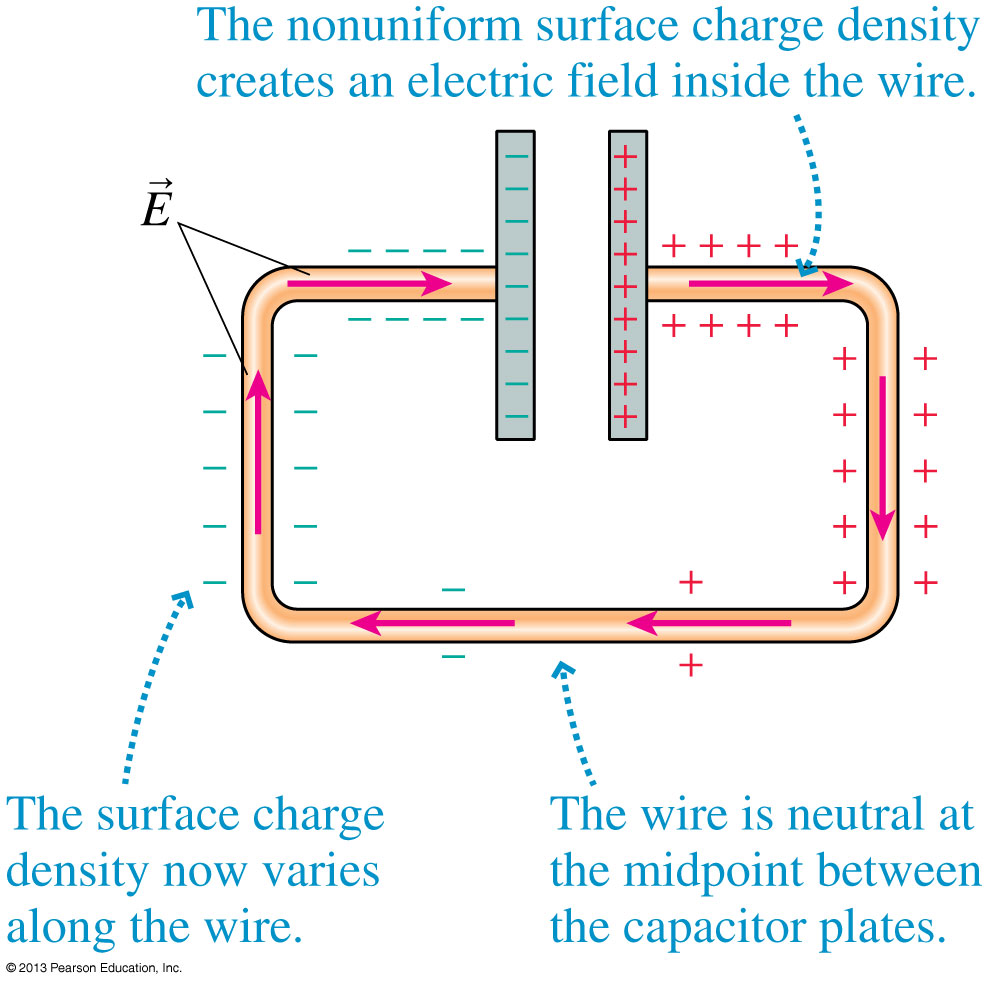 The nonuniform surface charge density
creates an electric field inside the wire.
E⃗
The surface charge
density now varies
along the wire.
The wire is neutral at
the midpoint between
the capacitor plates.
© 2013 Pearson Education, Inc.